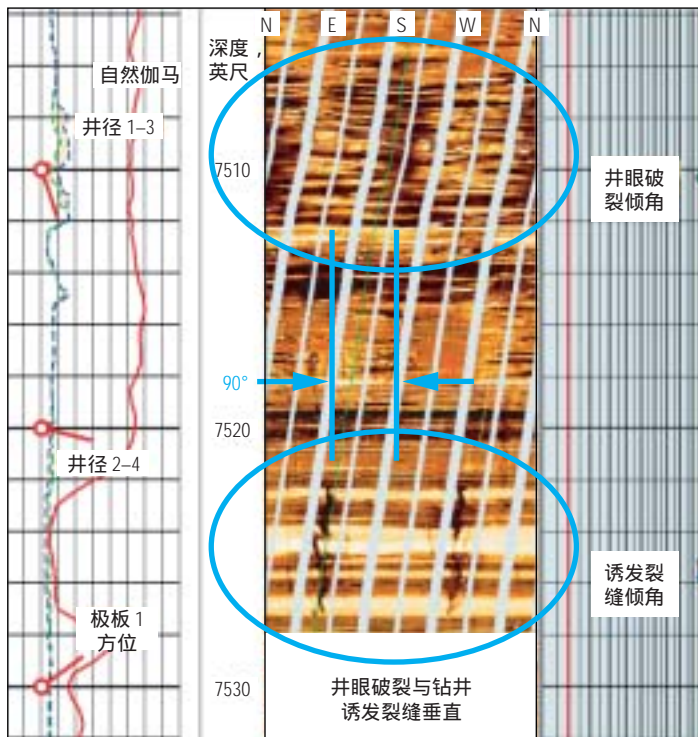 N E S W N
深度，
英尺
自然伽马
井径 1–3
7510
井眼破
裂倾角
90°
7520
井径 2–4
诱发裂
缝倾角
极板 1
方位
7530
井眼破裂与钻井
诱发裂缝垂直